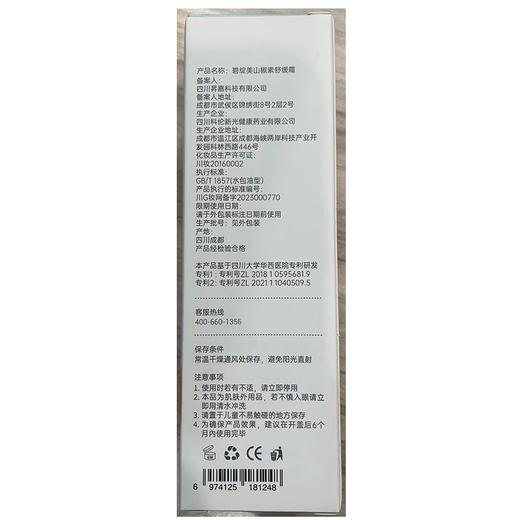 产品名称：碧绽美山椒素舒缓霜
备案人：
四川昇嘉科技有限公司
备案人地址：
成都市武侯区锦绣街8号2层2号
生产企业：
四川科伦新光健康药业有限公司
生产企业地址：
成都市温江区成都海峡两岸科技产业开
发园科林西路446号
化妆品生产许可证：
川妆20160002
执行标准：
GB/T 1857(水包油型)
产品执行的标准编号：
川G妆网备字2023000770
限期使用日期：
请于外包装标注日期前使用
生产批号：见外包装
产地：
四川成都
产品经检验合格
本产品基于四川大学华西医院专利研发
专利1：专利号ZL 2018 1 0595681.9
专利2：专利号ZL 2021 1 1040509.5
客服热线
400-660-1356
保存条件
常温干燥通风处保存，避免阳光直射
注意事项
1. 使用时若有不适，请立即停用
2. 本品为肌肤外用品，若不慎入眼请立
即用清水冲洗
3. 请置于儿童不易触碰的地方保存
4. 为确保产品效果，建议在开盖后6个
月内使用完毕
6M CE
6 974125 181248